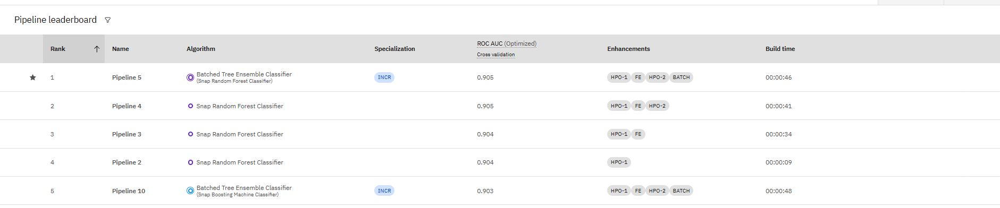 Pipeline leaderboard
Rank Name Algorithm Specialization ROC AUC (Optimized) Enhancements Build time
Cross validation
1 Pipeline 5 Batched Tree Ensemble Classifier INCR 0.905 HPO-1 FE HPO-2 BATCH 00:00:46
(Snap Random Forest Classifier)
2 Pipeline 4 Snap Random Forest Classifier 0.905 HPO-1 FE HPO-2 00:00:41
3 Pipeline 3 Snap Random Forest Classifier 0.904 HPO-1 FE 00:00:34
4 Pipeline 2 Snap Random Forest Classifier 0.904 HPO-1 00:00:09
5 Pipeline 10 Batched Tree Ensemble Classifier INCR 0.903 HPO-1 FE HPO-2 BATCH 00:00:48
(Snap Boosting Machine Classifier)